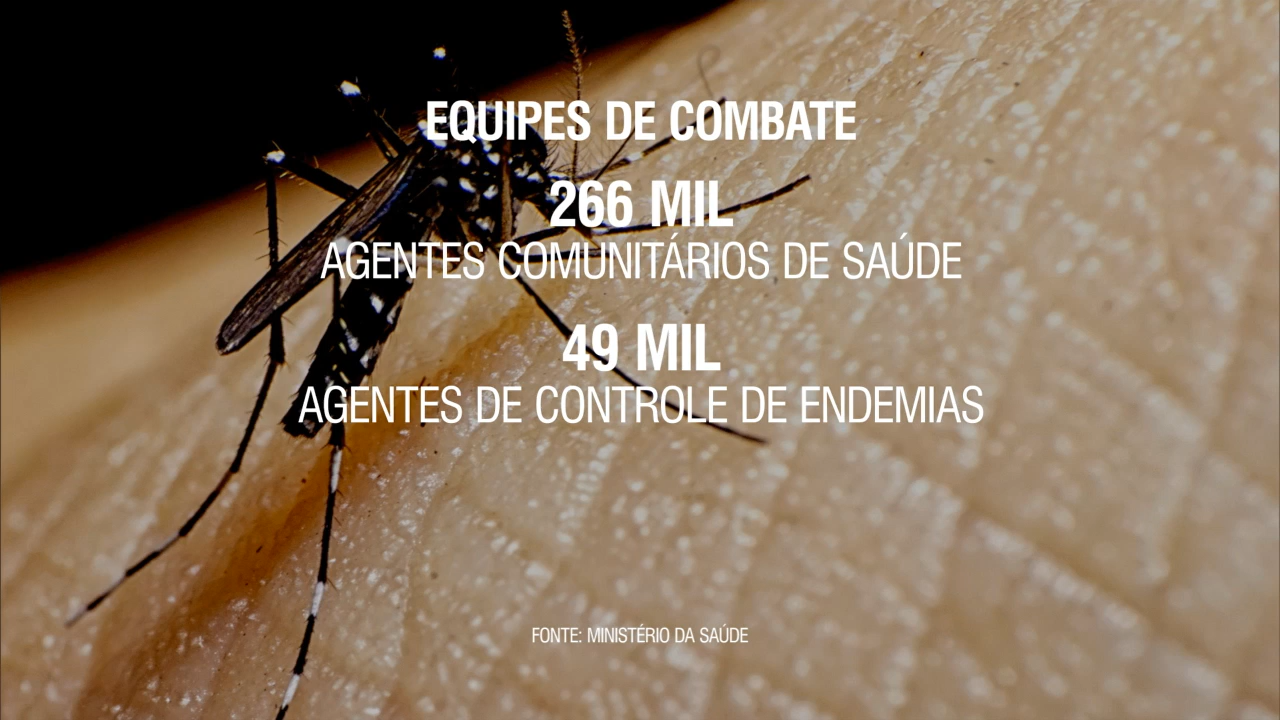 EQUIPES DE COMBATE
266 MIL
AGENTES COMUNITÁRIOS DE SAÚDE
49 MIL
AGENTES DE CONTROLE DE ENDEMIAS
FONTE: MINISTÉRIO DA SAÚDE